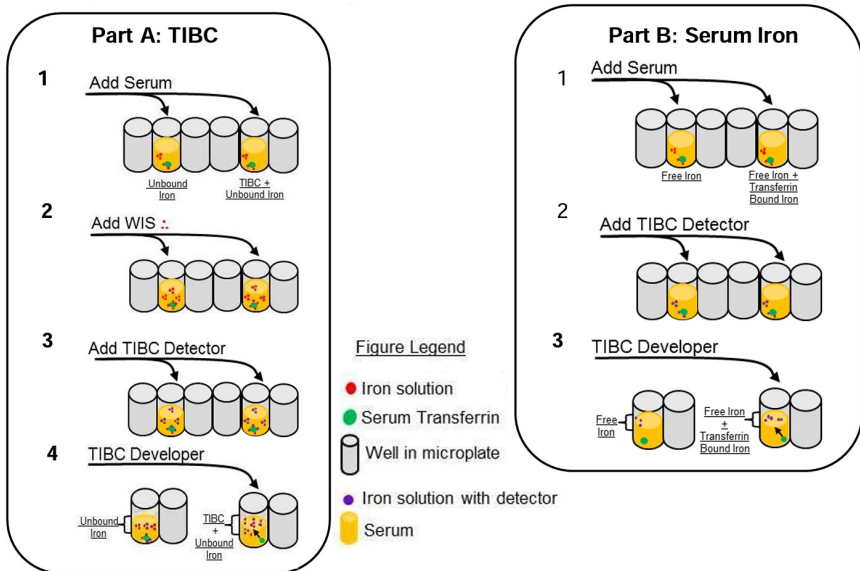 Part A: TIBC
1
Add Serum
Unbound
Iron
TIBC +
Unbound Iron
2
Add WIS
3
Add TIBC Detector
4
TIBC Developer
Unbound
Iron
TIBC
+
Unbound
Iron
Figure Legend
Iron solution
Serum Transferrin
Well in microplate
Iron solution with detector
Serum
Part B: Serum Iron
1
Add Serum
Free Iron
Free Iron +
Transferrin
Bound Iron
2
Add TIBC Detector
3
TIBC Developer
Free
Iron
Free Iron
+
Transferrin
Bound Iron